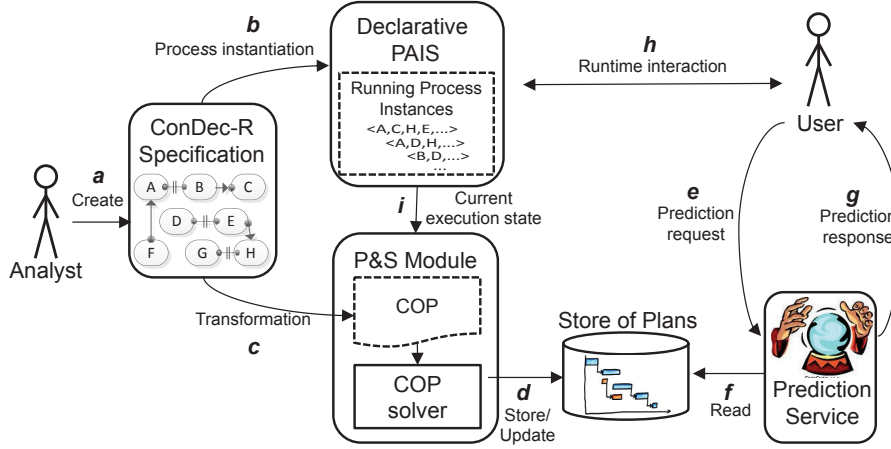 b
Process instantiation
Declarative
PAIS
Running Process
Instances
<A,C,H,E,...>
<A,D,H,...>
<B,D,...>
...
h
Runtime interaction
User
ConDec-R
Specification
A
B
C
D
E
F
G
H
a
Create
Analyst
i
Current
execution state
e
Prediction
request
g
Prediction
response
P&S Module
COP
COP
solver
Transformation
c
Store of Plans
d
Store/
Update
f
Read
Prediction
Service